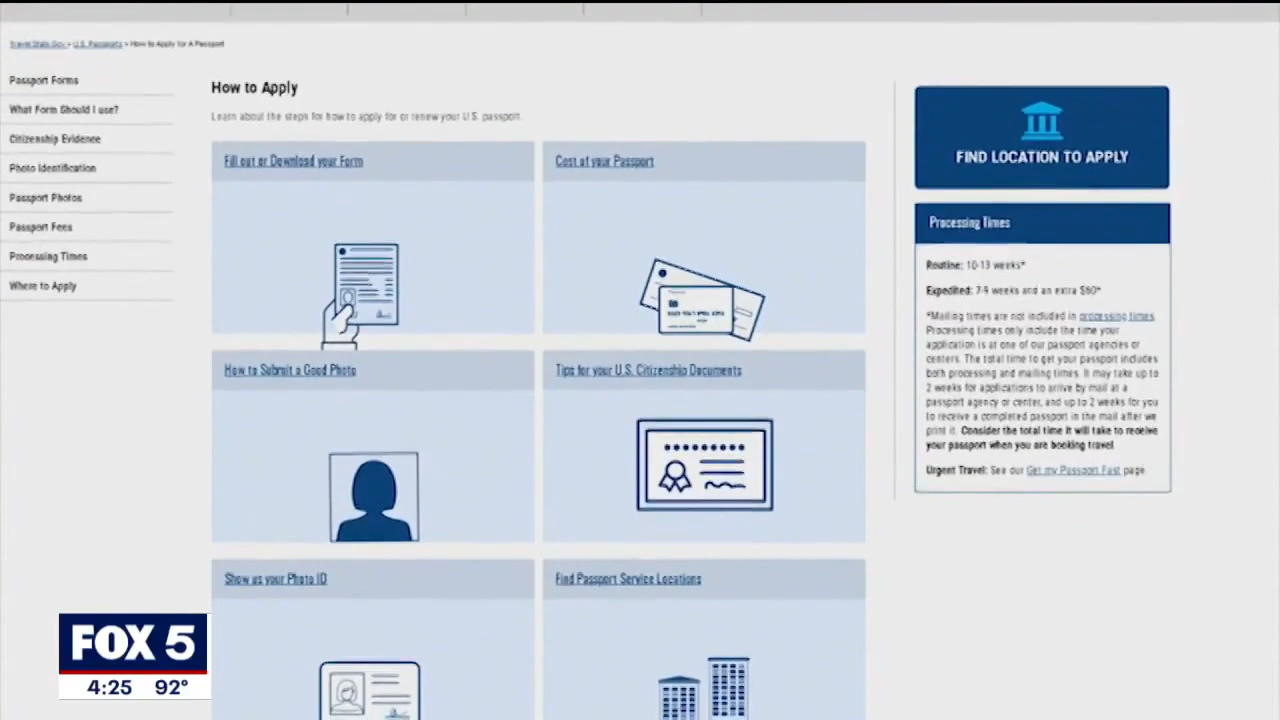 Travel.State.Gov > U.S. Passports > How to Apply for A Passport
Passport Forms
What Form Should I use?
Citizenship Evidence
Photo Identification
Passport Photos
Passport Fees
Processing Times
Where to Apply
How to Apply
Learn about the steps for how to apply for or renew your U.S. passport.
Fill out or Download your Form
Cost of your Passport
How to Submit a Good Photo
Tips for your U.S. Citizenship Documents
Show us your Photo ID
Find Passport Service Locations
FIND LOCATION TO APPLY
Processing Times
Routine: 10-13 weeks*
Expedited: 7-9 weeks and an extra $60*
*Mailing times are not included in processing times.
Processing times only include the time your
application is at one of our passport agencies or
centers. The total time to get your passport includes
both processing and mailing times. It may take up to
2 weeks for applications to arrive by mail at a
passport agency or center, and up to 2 weeks for you
to receive a completed passport in the mail after we
print it. Consider the total time it will take to receive
your passport when you are booking travel.
Urgent Travel: See our Get my Passport Fast page
FOX 5
4:25 92°